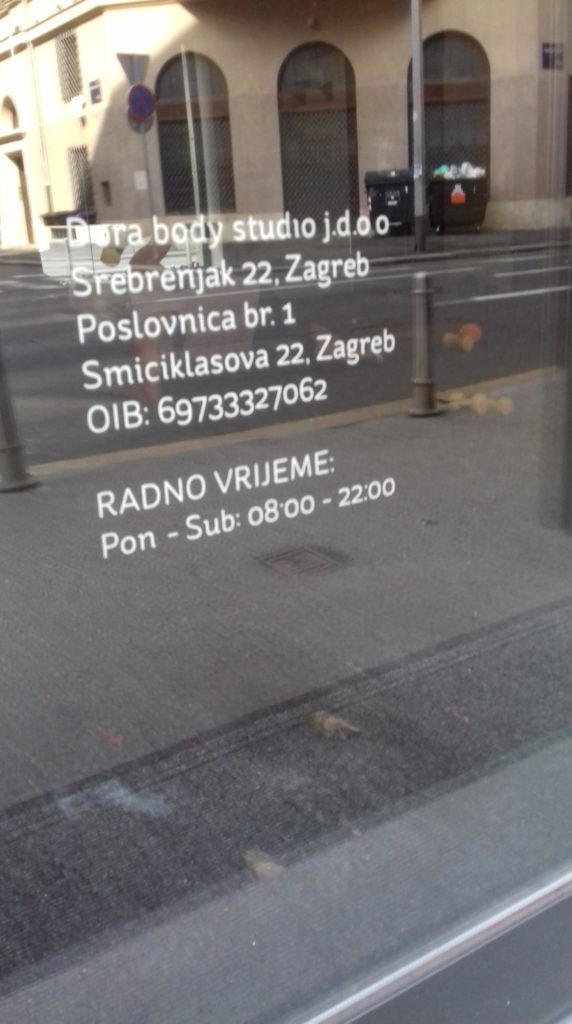 Dora body studio j.d.o o
Srebrenjak 22, Zagreb
Poslovnica br. 1
Smiciklasova 22, Zagreb
OIB: 69733327062
RADNO VRIJEME:
Pon - Sub: 08:00 - 22:00